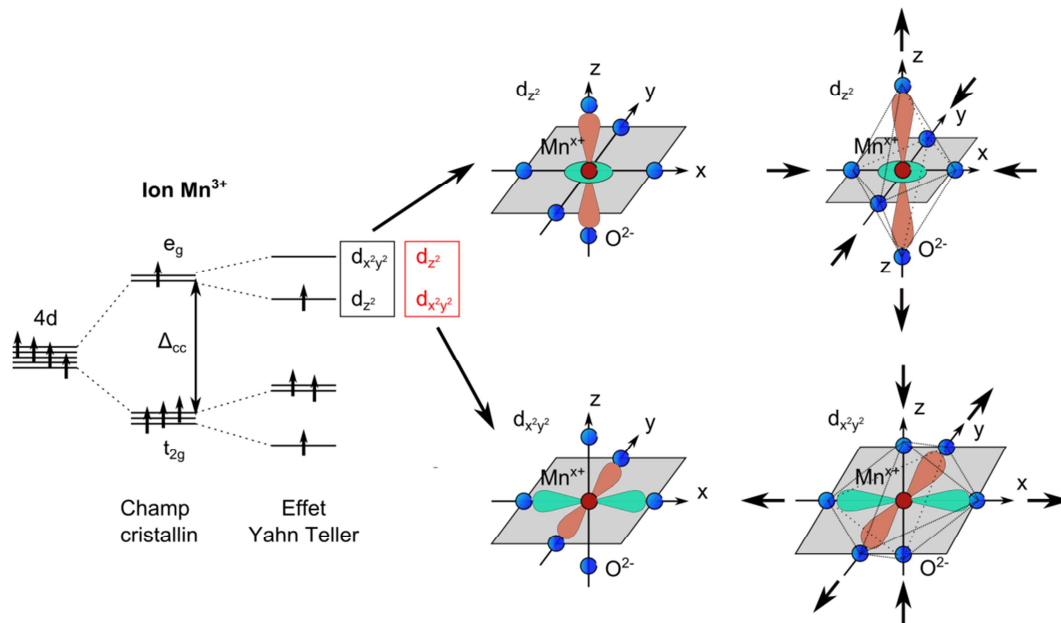 Ion Mn³⁺
e_g
4d
Δ_cc
t_2g
Champ
cristallin
Effet
Yahn Teller
d_x²y²
d_z²
d_z²
d_x²y²
d_z²
z
y
Mn^x+
x
O²⁻
d_z²
z
y
Mn^x+
x
z
O²⁻
d_x²y²
z
y
Mn^x+
x
O²⁻
d_x²y²
z
y
Mn^x+
x
O²⁻